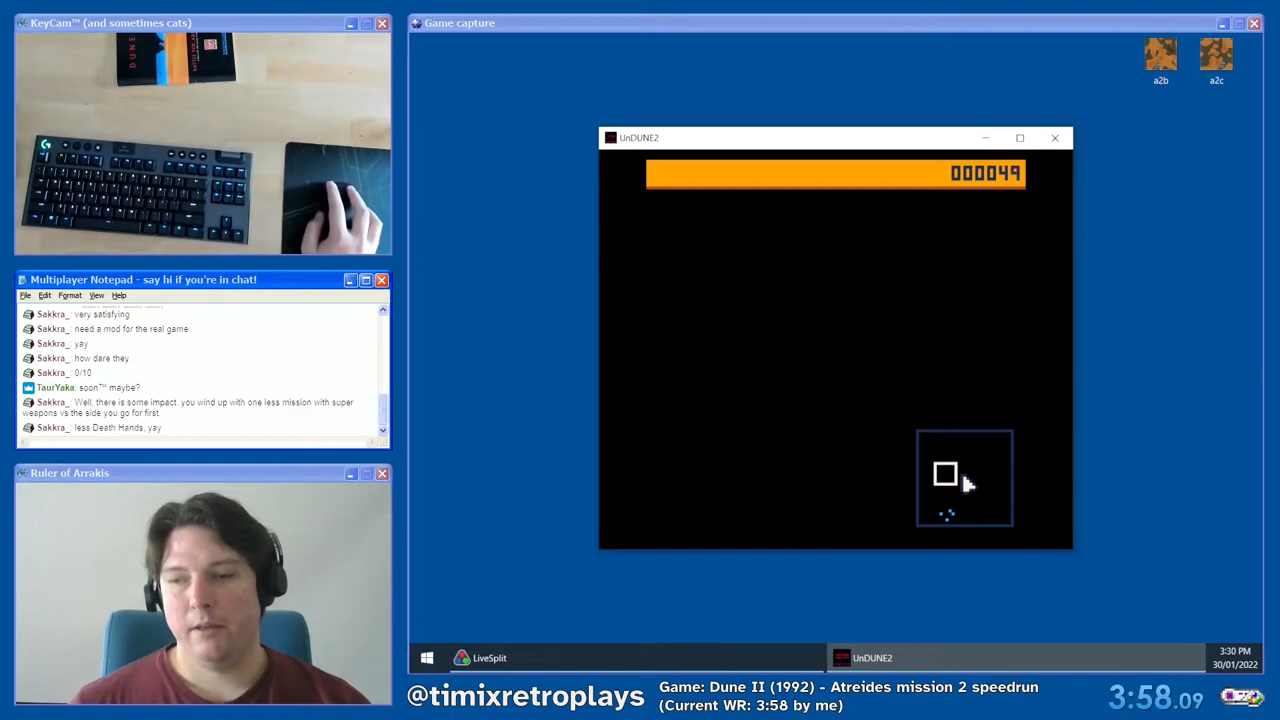 KeyCam™ (and sometimes cats)
DUNE
Game capture
a2b
a2c
UnDUNE2
000049
Multiplayer Notepad - say hi if you're in chat!
File Edit Format View Help
Sakkra_: very satisfying
Sakkra_: need a mod for the real game
Sakkra_: yay
Sakkra_: how dare they
Sakkra_: 0/10
TaurYaka: soon™ maybe?
Sakkra_: Well, there is some impact, you wind up with one less mission with super
weapons vs the side you go for first.
Sakkra_: less Death Hands, yay
Ruler of Arrakis
LiveSplit
UnDUNE2
3:30 PM
30/01/2022
@timixretroplays
Game: Dune II (1992) - Atreides mission 2 speedrun
(Current WR: 3:58 by me)
3:58.09